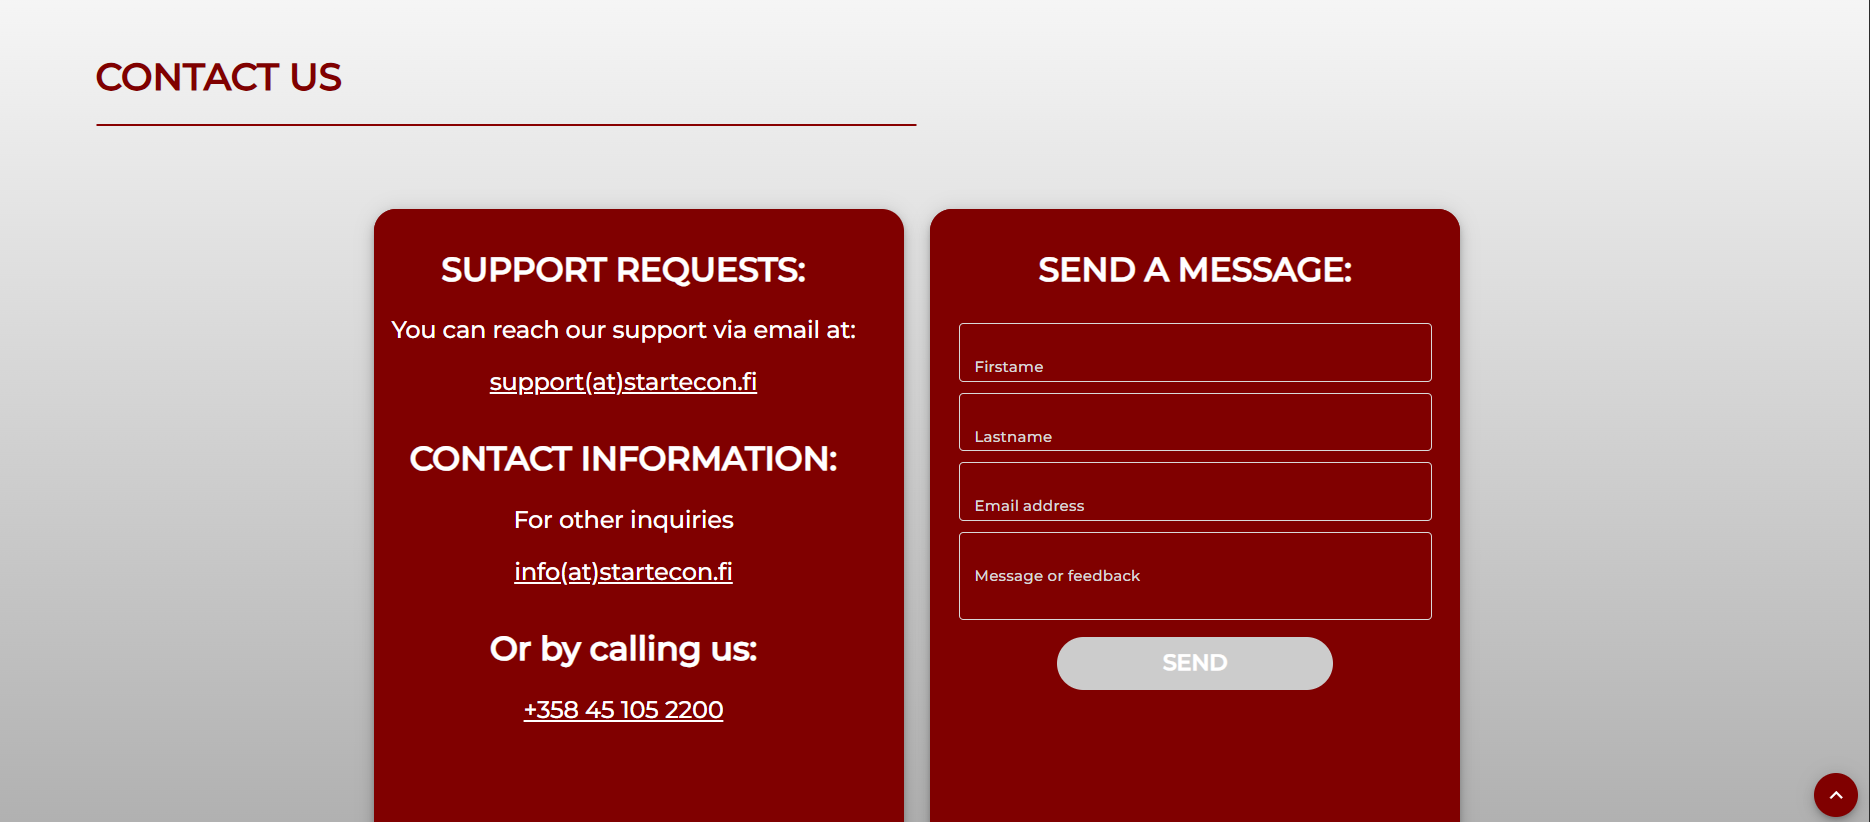 CONTACT US
SUPPORT REQUESTS:
You can reach our support via email at:
support(at)startecon.fi
CONTACT INFORMATION:
For other inquiries
info(at)startecon.fi
Or by calling us:
+358 45 105 2200
SEND A MESSAGE:
Firstame
Lastname
Email address
Message or feedback
SEND